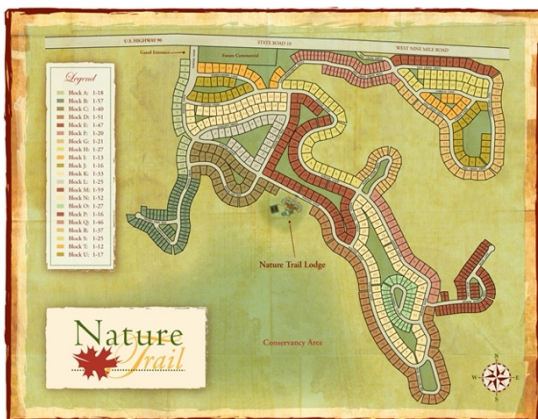 U.S. HIGHWAY 90
STATE ROAD 10
WEST NINE MILE ROAD
Gated Entrance
Future Commercial
Legend
Block A: 1-18
Block B: 1-57
Block C: 1-40
Block D: 1-51
Block E: 1-47
Block F: 1-20
Block G: 1-21
Block H: 1-27
Block I: 1-13
Block J: 1-16
Block K: 1-33
Block L: 1-25
Block M: 1-59
Block N: 1-52
Block O: 1-27
Block P: 1-16
Block Q: 1-46
Block R: 1-37
Block S: 1-25
Block T: 1-12
Block U: 1-17
Nature Trail Lodge
Nature
Trail
Conservancy Area
N
W
E
S